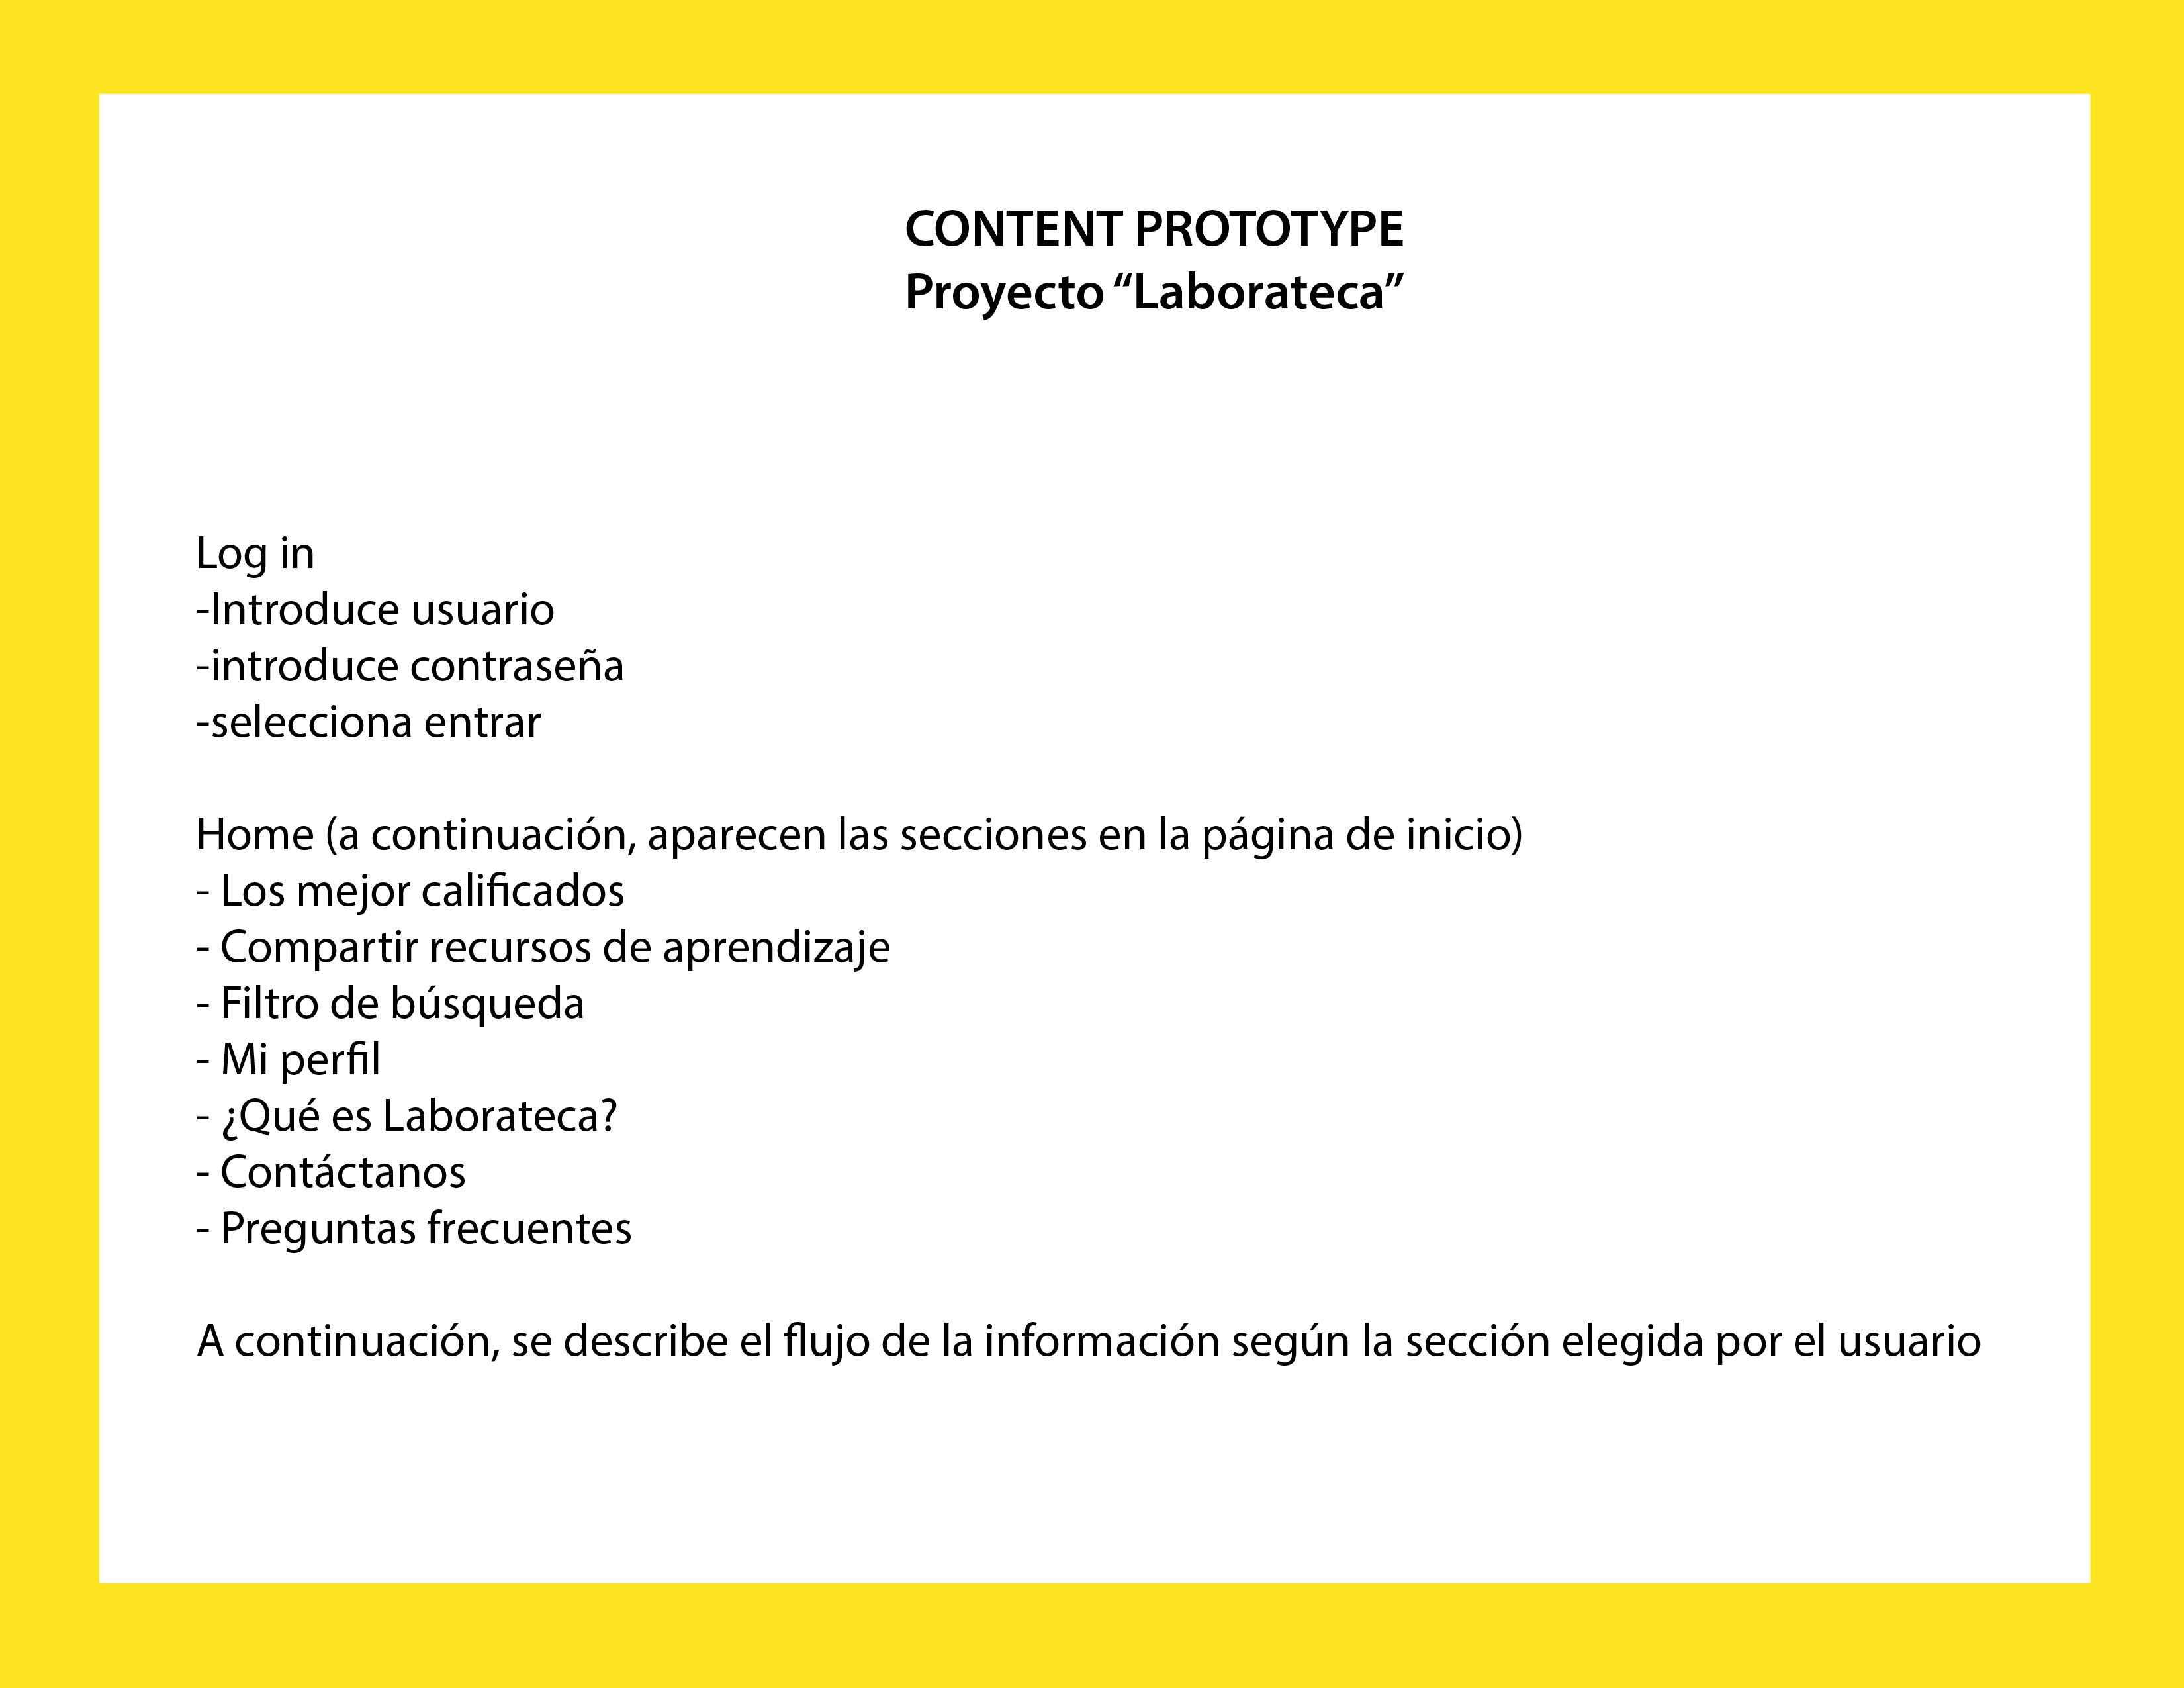 CONTENT PROTOTYPE
Proyecto “Laborateca”
Log in
-Introduce usuario
-introduce contraseña
-selecciona entrar
Home (a continuación, aparecen las secciones en la página de inicio)
- Los mejor calificados
- Compartir recursos de aprendizaje
- Filtro de búsqueda
- Mi perfil
- ¿Qué es Laborateca?
- Contáctanos
- Preguntas frecuentes
A continuación, se describe el flujo de la información según la sección elegida por el usuario